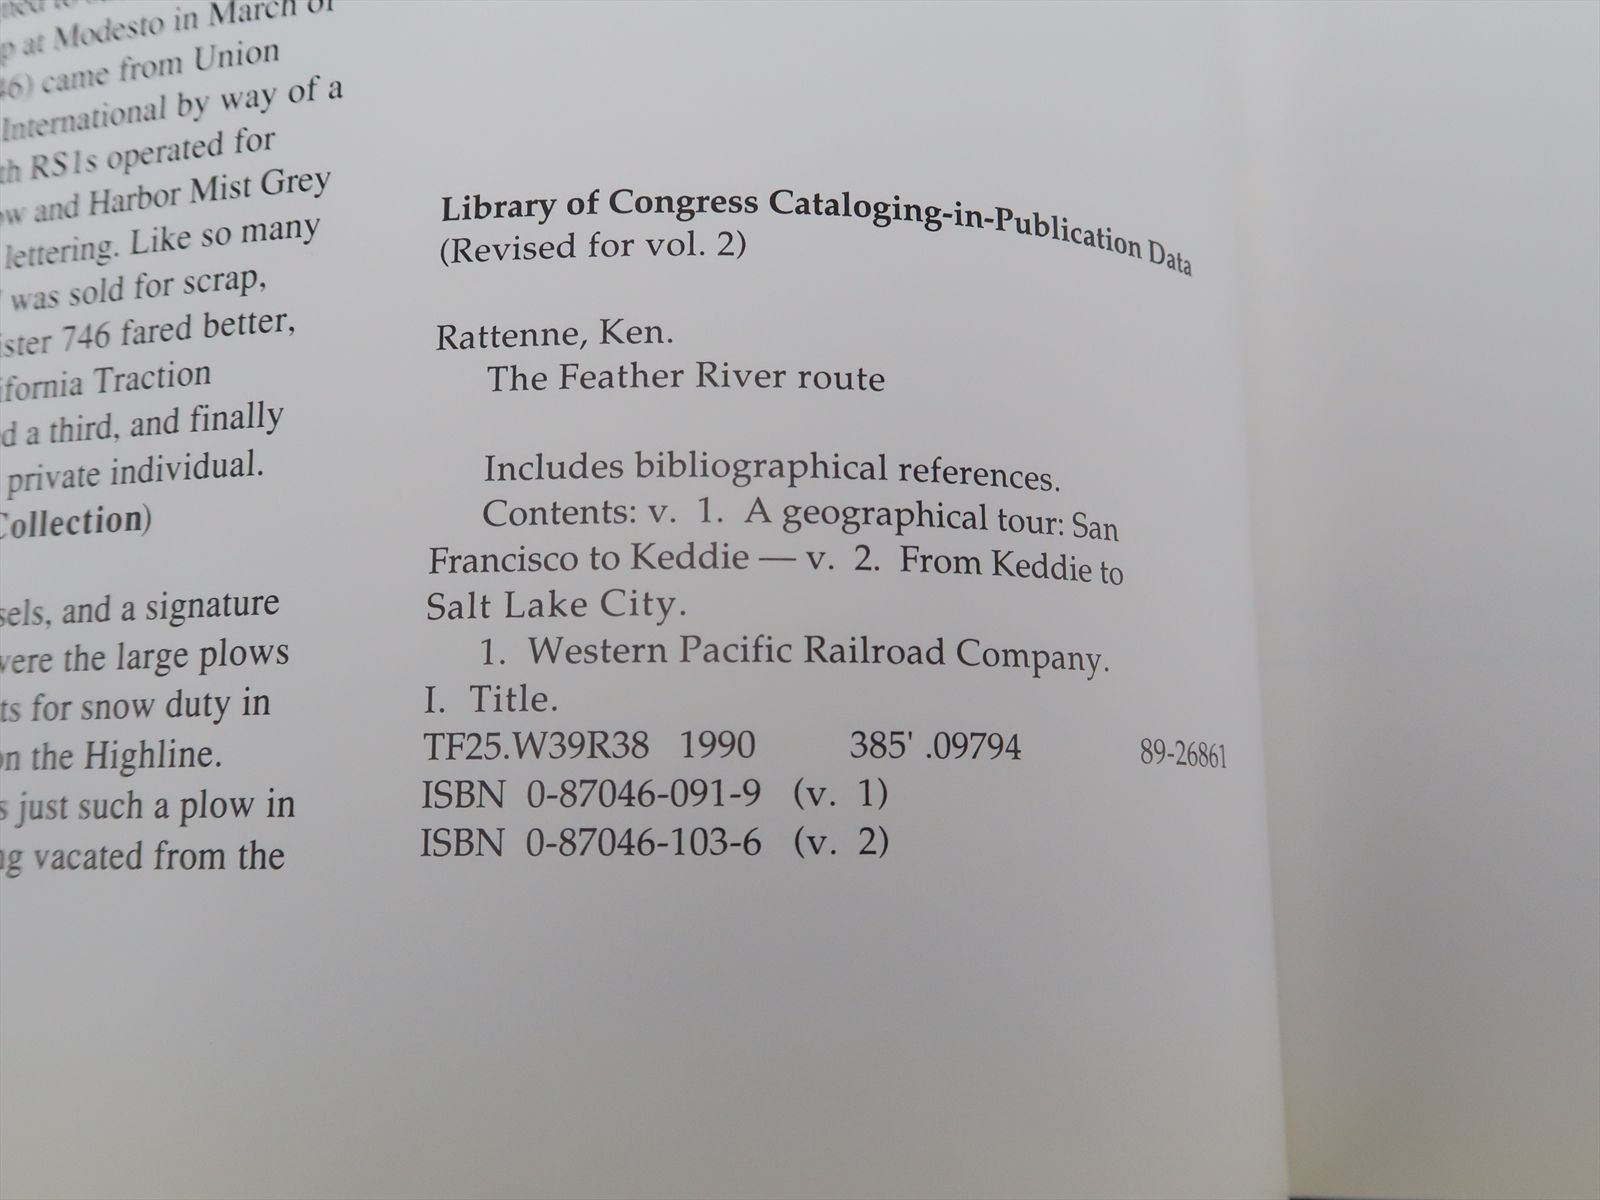 at Modesto in March of
46) came from Union
International by way of a
RS1s operated for
and Harbor Mist Grey
lettering. Like so many
was sold for scrap,
746 fared better,
Traction
a third, and finally
private individual.
Collection)
and a signature
were the large plows
for snow duty in
on the Highline.
just such a plow in
vacated from the
Library of Congress Cataloging-in-Publication Data
(Revised for vol. 2)
Rattenne, Ken.
The Feather River route
Includes bibliographical references.
Contents: v. 1. A geographical tour: San
Francisco to Keddie — v. 2. From Keddie to
Salt Lake City.
1. Western Pacific Railroad Company.
I. Title.
TF25.W39R38 1990 385' .09794 89-26861
ISBN 0-87046-091-9 (v. 1)
ISBN 0-87046-103-6 (v. 2)